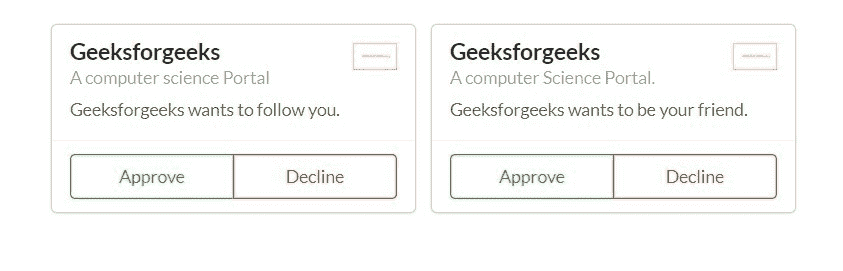 Geeksforgeeks
A computer science Portal
Geeksforgeeks wants to follow you.
Approve
Decline
Geeksforgeeks
A computer Science Portal.
Geeksforgeeks wants to be your friend.
Approve
Decline